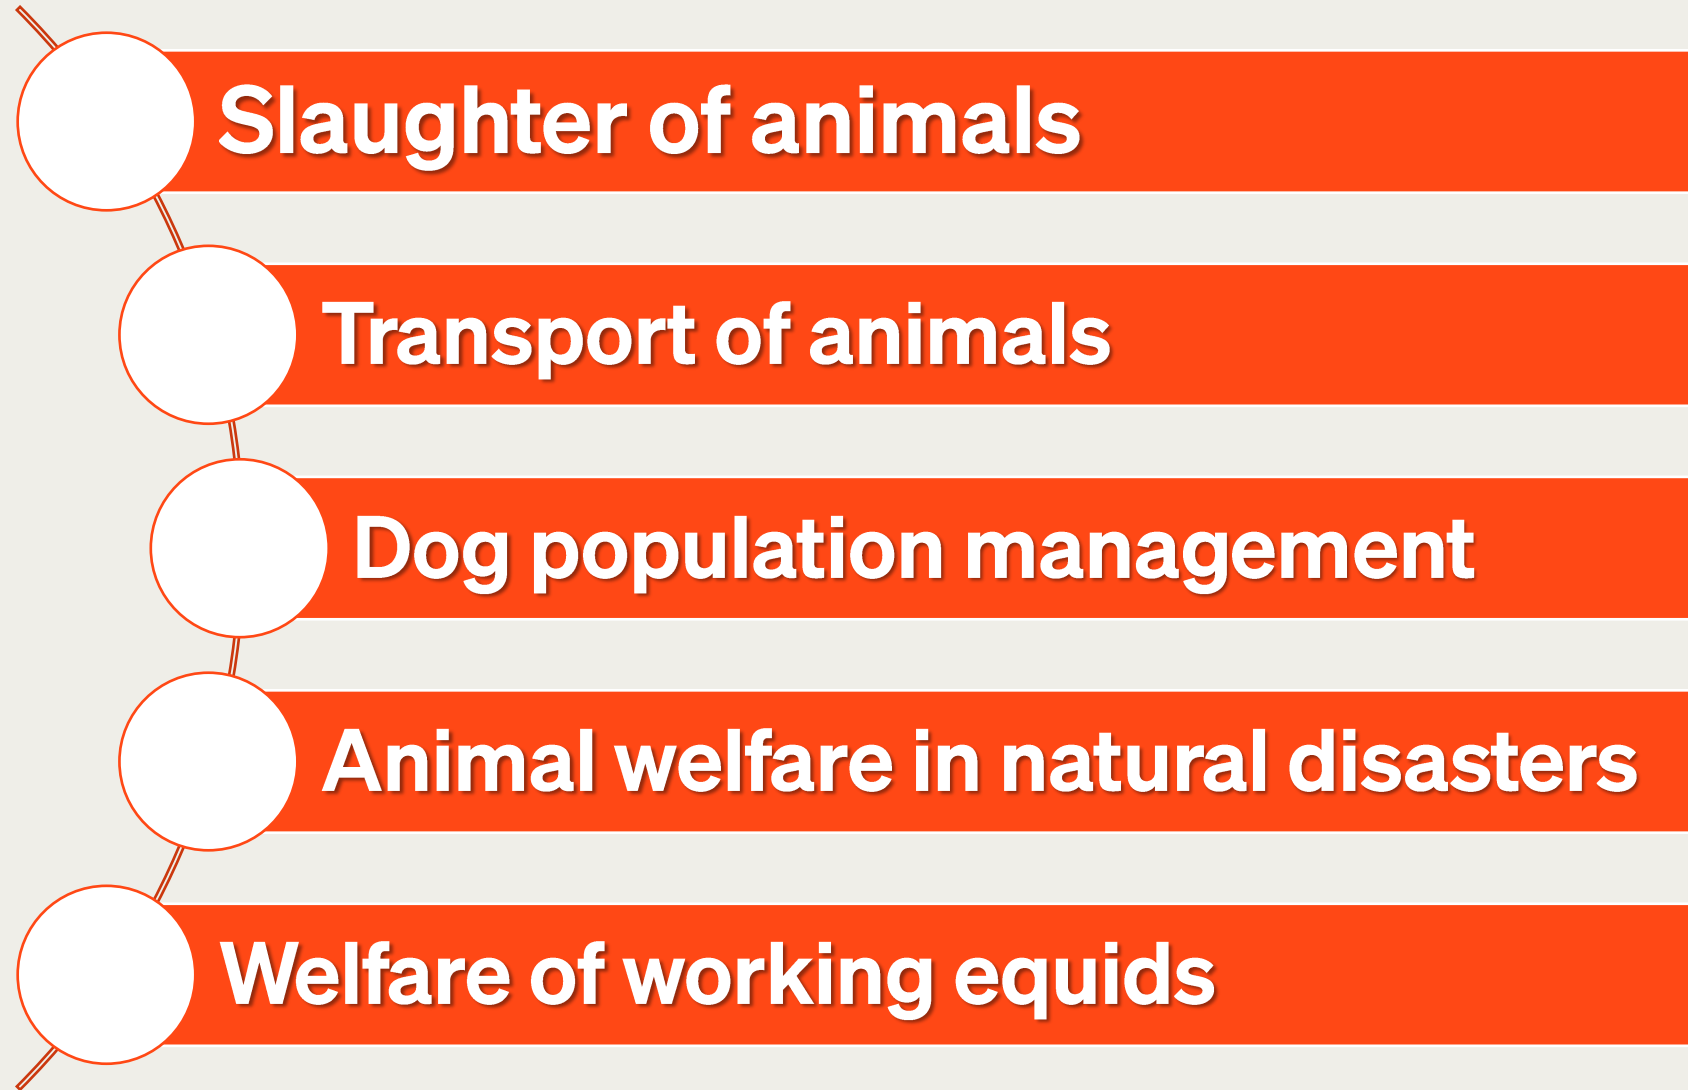 Slaughter of animals
Transport of animals
Dog population management
Animal welfare in natural disasters
Welfare of working equids